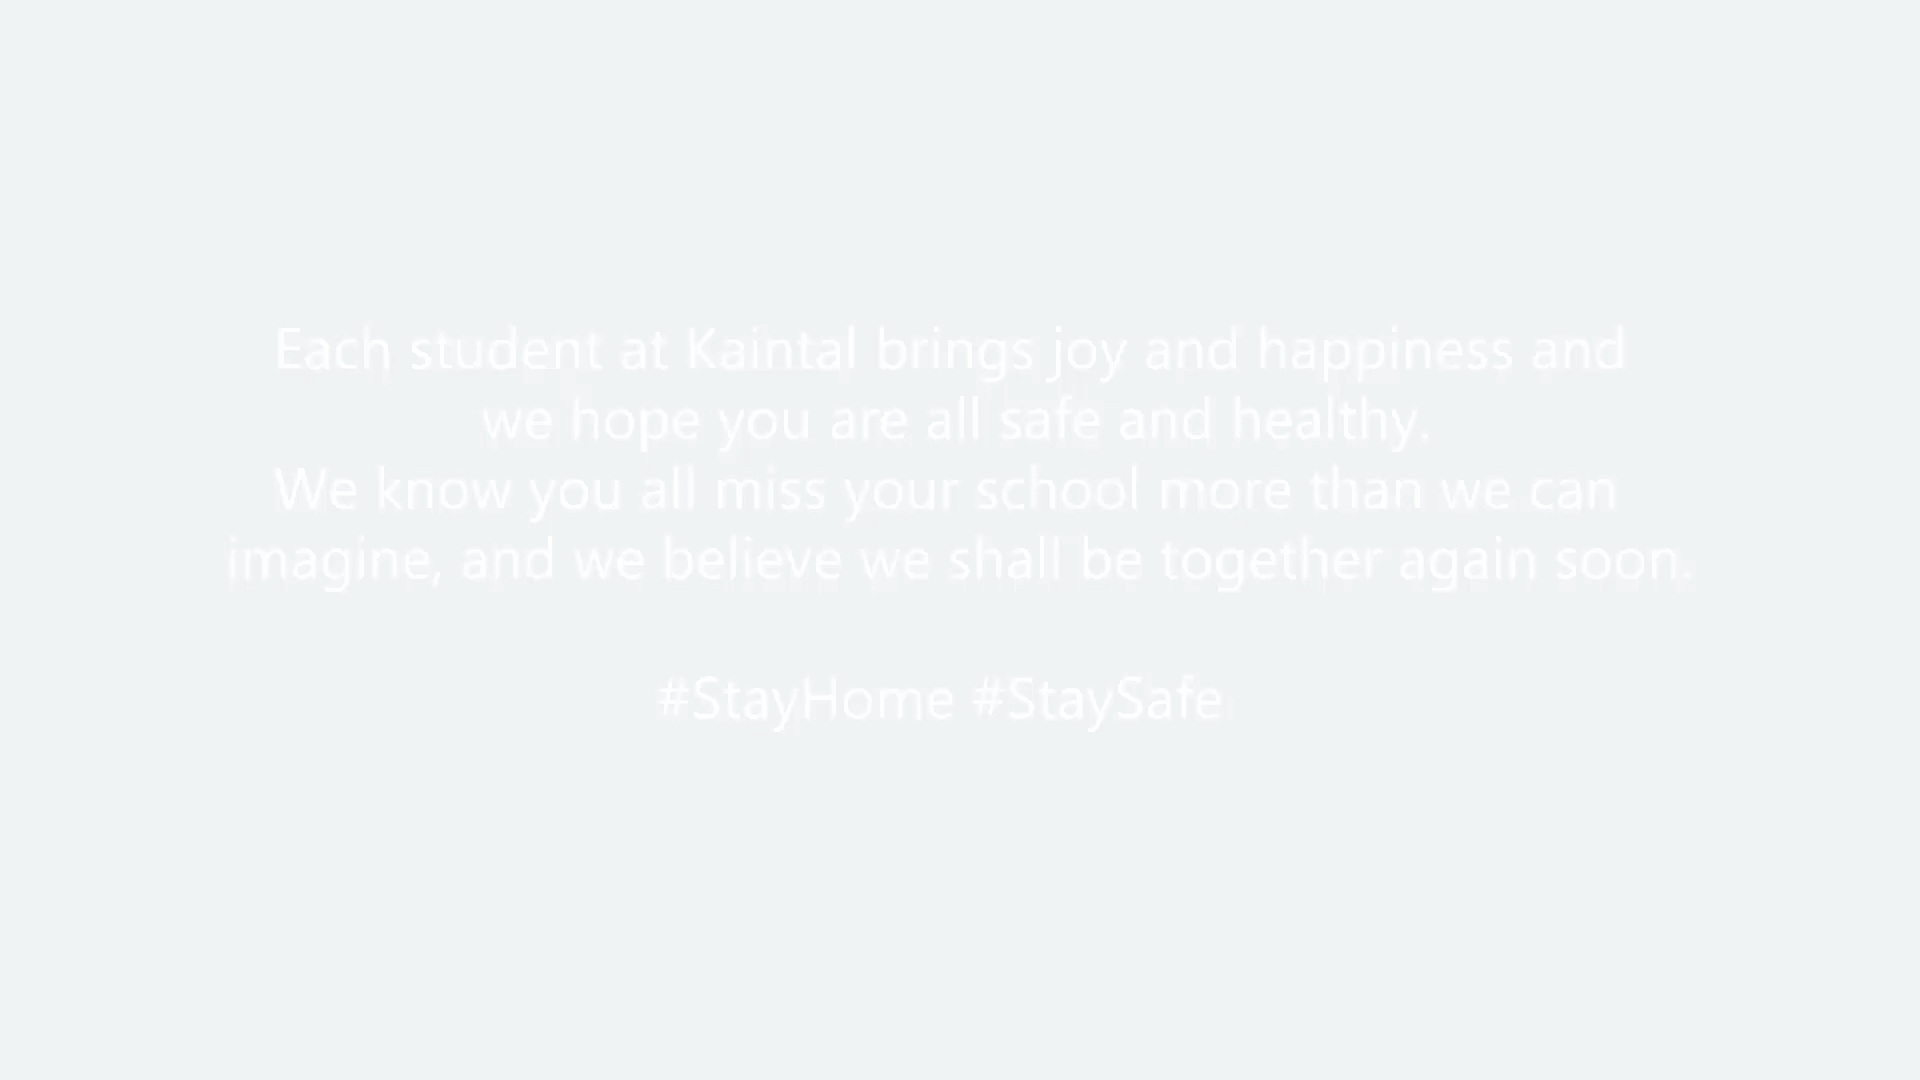 Each student at Kaintal brings joy and happiness and
we hope you are all safe and healthy.
We know you all miss your school more than we can
imagine, and we believe we shall be together again soon.
#StayHome #StaySafe